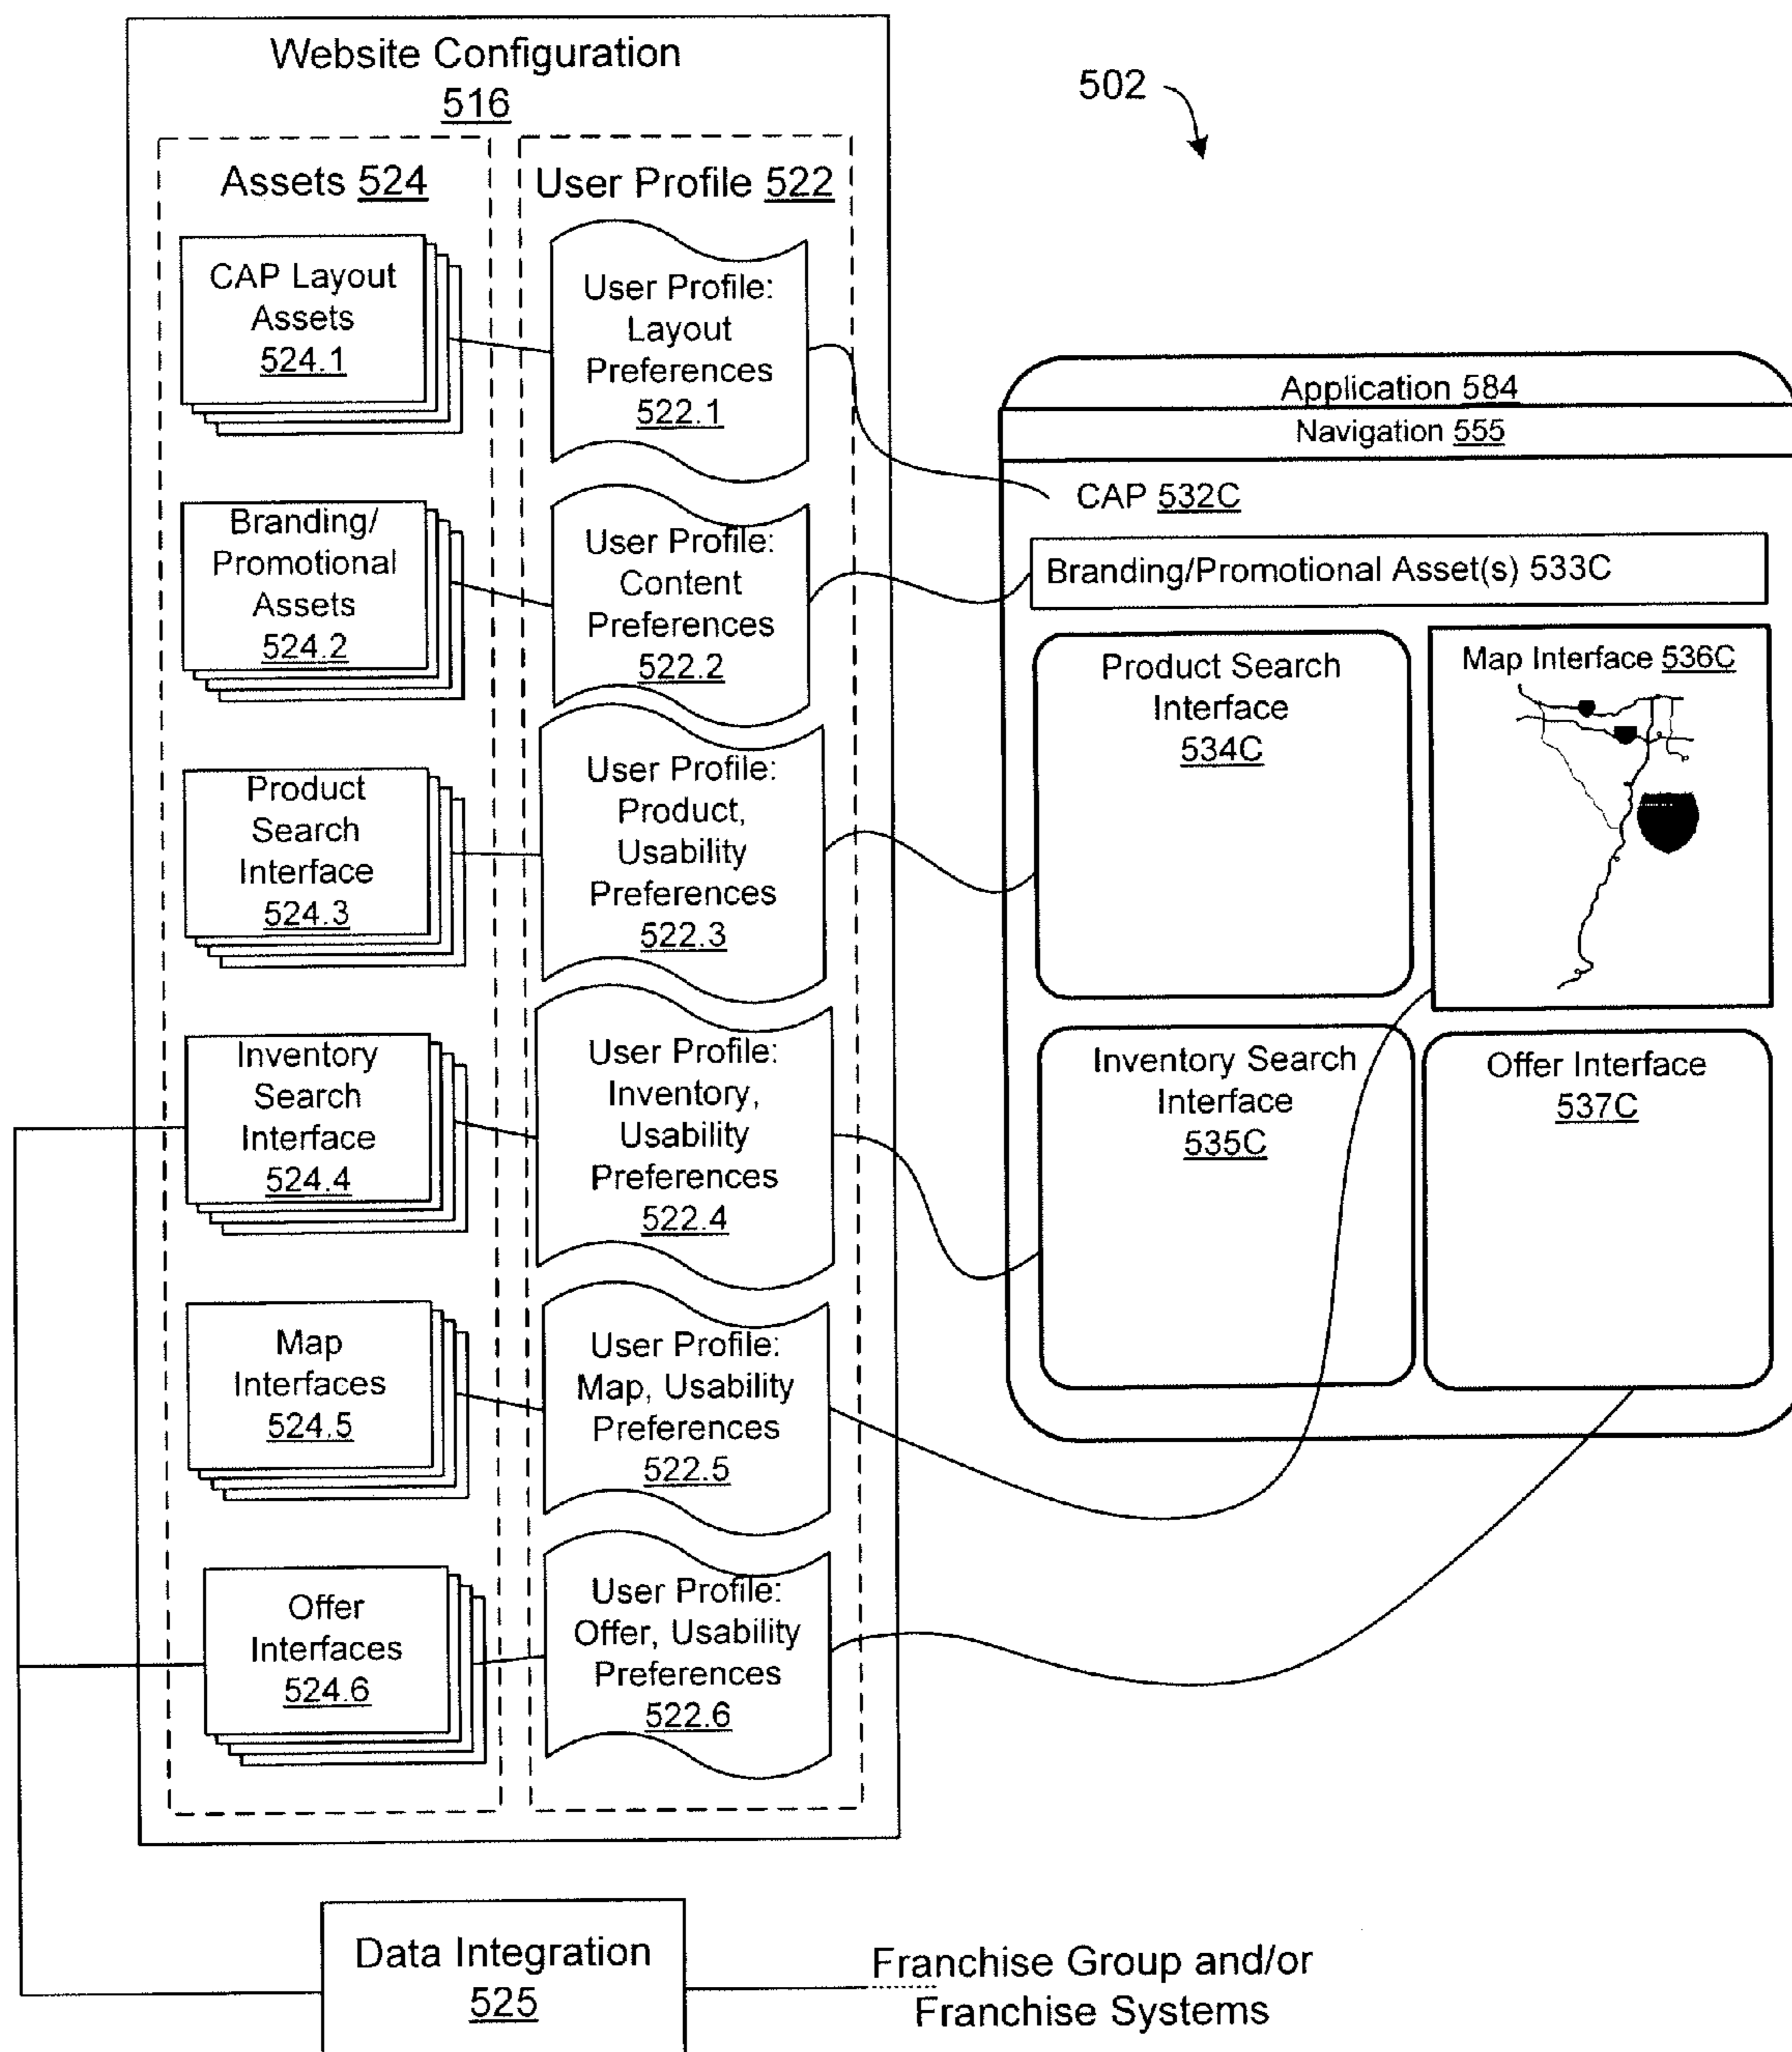 Website Configuration
516
502
Assets 524
User Profile 522
CAP Layout
Assets
524.1
User Profile:
Layout
Preferences
522.1
Branding/
Promotional
Assets
524.2
User Profile:
Content
Preferences
522.2
Product
Search
Interface
524.3
User Profile:
Product,
Usability
Preferences
522.3
Inventory
Search
Interface
524.4
User Profile:
Inventory,
Usability
Preferences
522.4
Map
Interfaces
524.5
User Profile:
Map, Usability
Preferences
522.5
Offer
Interfaces
524.6
User Profile:
Offer, Usability
Preferences
522.6
Application 584
Navigation 555
CAP 532C
Branding/Promotional Asset(s) 533C
Product Search
Interface
534C
Map Interface 536C
Inventory Search
Interface
535C
Offer Interface
537C
Data Integration
525
Franchise Group and/or
Franchise Systems